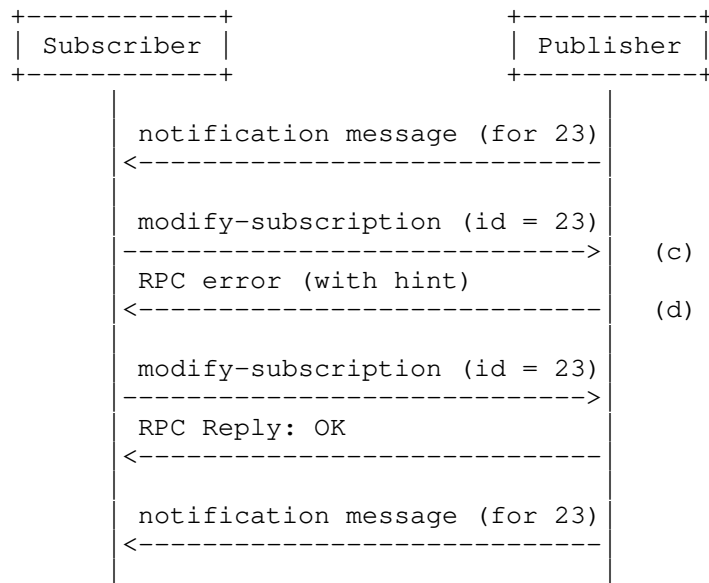 Subscriber Publisher
notification message (for 23)
modify-subscription (id = 23)
(c)
RPC error (with hint)
(d)
modify-subscription (id = 23)
RPC Reply: OK
notification message (for 23)